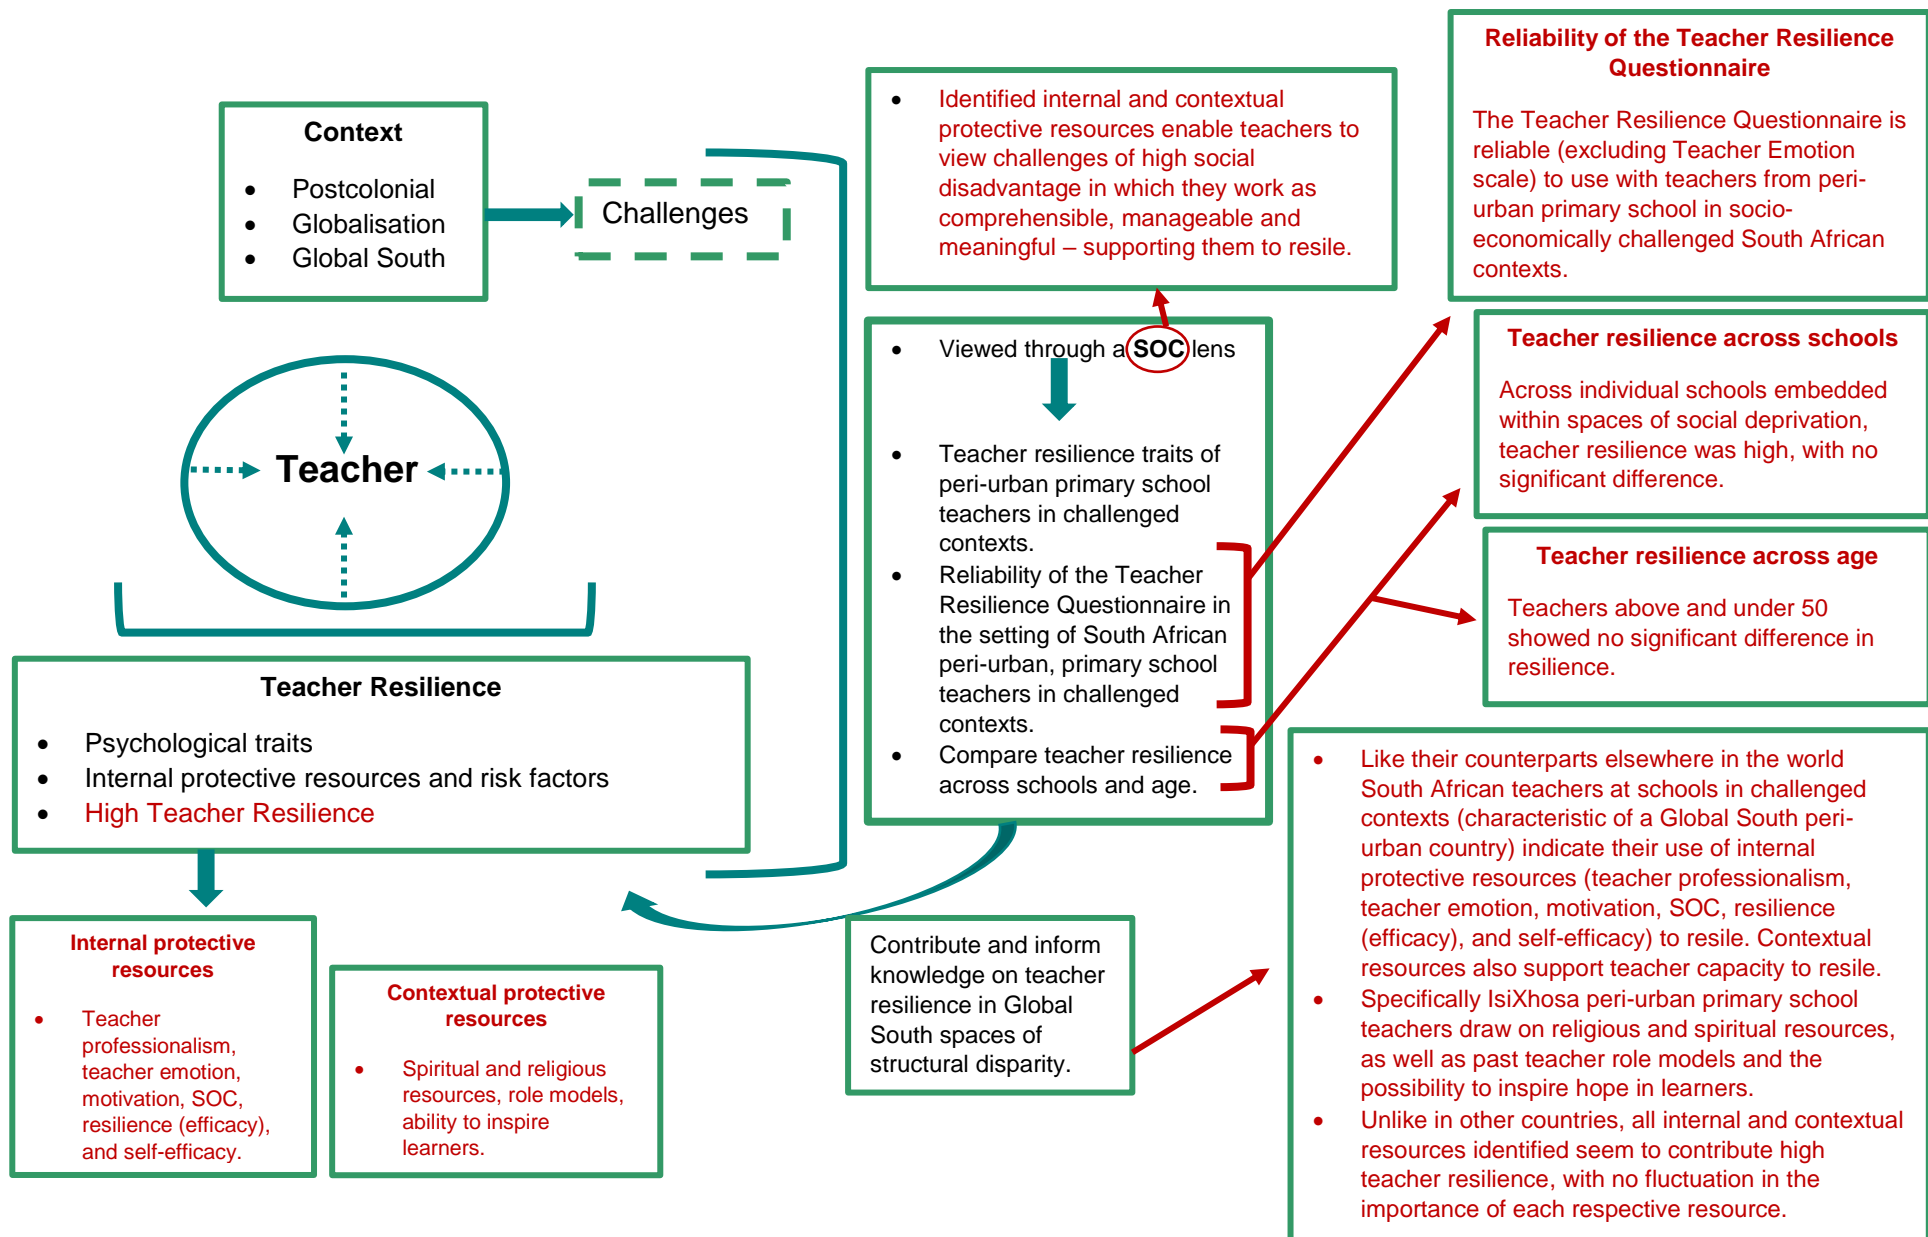 Context
• Postcolonial
• Globalisation
• Global South
Challenges
Teacher
Teacher Resilience
• Psychological traits
• Internal protective resources and risk factors
• High Teacher Resilience
Internal protective
resources
• Teacher
professionalism,
teacher emotion,
motivation, SOC,
resilience (efficacy),
and self-efficacy.
Contextual protective
resources
• Spiritual and religious
resources, role models,
ability to inspire
learners.
• Identified internal and contextual
protective resources enable teachers to
view challenges of high social
disadvantage in which they work as
comprehensible, manageable and
meaningful – supporting them to resile.
• Viewed through a SOC lens
• Teacher resilience traits of
peri-urban primary school
teachers in challenged
contexts.
• Reliability of the Teacher
Resilience Questionnaire in
the setting of South African
peri-urban, primary school
teachers in challenged
contexts.
• Compare teacher resilience
across schools and age.
Contribute and inform
knowledge on teacher
resilience in Global
South spaces of
structural disparity.
Reliability of the Teacher Resilience
Questionnaire
The Teacher Resilience Questionnaire is
reliable (excluding Teacher Emotion
scale) to use with teachers from peri-
urban primary school in socio-
economically challenged South African
contexts.
Teacher resilience across schools
Across individual schools embedded
within spaces of social deprivation,
teacher resilience was high, with no
significant difference.
Teacher resilience across age
Teachers above and under 50
showed no significant difference in
resilience.
• Like their counterparts elsewhere in the world
South African teachers at schools in challenged
contexts (characteristic of a Global South peri-
urban country) indicate their use of internal
protective resources (teacher professionalism,
teacher emotion, motivation, SOC, resilience
(efficacy), and self-efficacy) to resile. Contextual
resources also support teacher capacity to resile.
• Specifically IsiXhosa peri-urban primary school
teachers draw on religious and spiritual resources,
as well as past teacher role models and the
possibility to inspire hope in learners.
• Unlike in other countries, all internal and contextual
resources identified seem to contribute high
teacher resilience, with no fluctuation in the
importance of each respective resource.